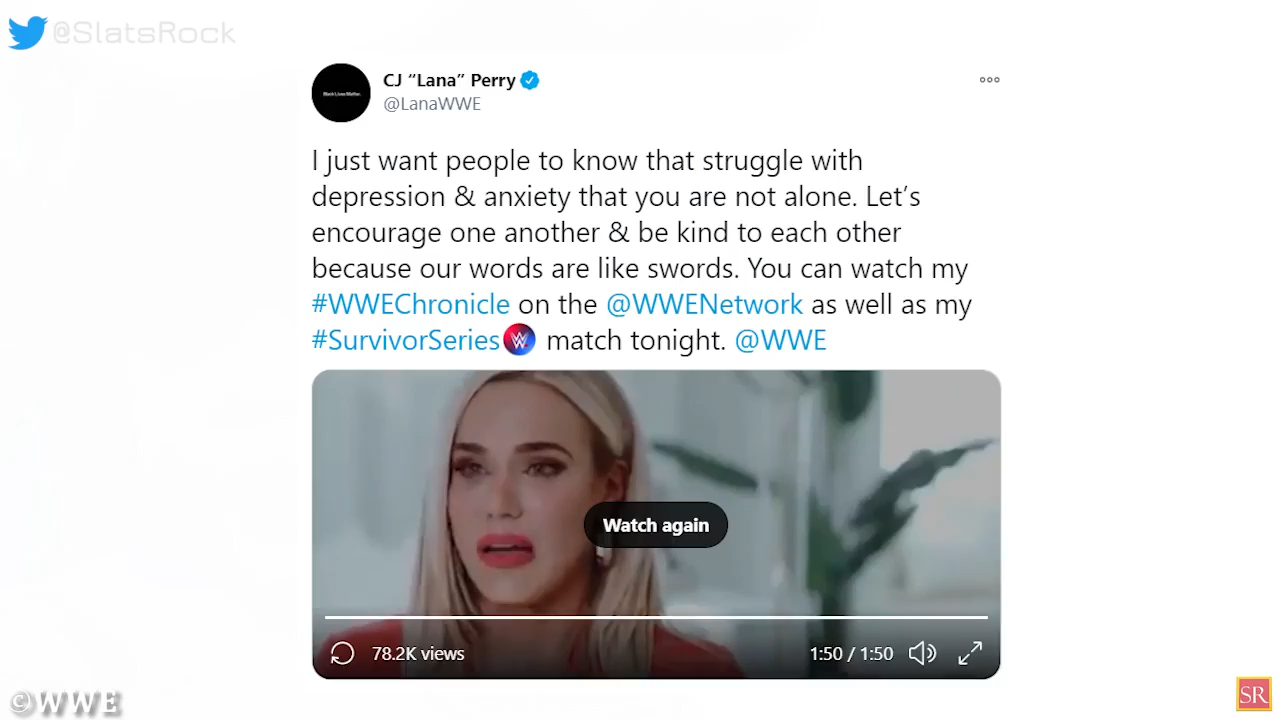 @SlatsRock
CJ “Lana” Perry
@LanaWWE
Black Lives Matter.
I just want people to know that struggle with
depression & anxiety that you are not alone. Let’s
encourage one another & be kind to each other
because our words are like swords. You can watch my
#WWEChronicle on the @WWENetwork as well as my
#SurvivorSeries match tonight. @WWE
Watch again
78.2K views
1:50 / 1:50
©WWE
SR